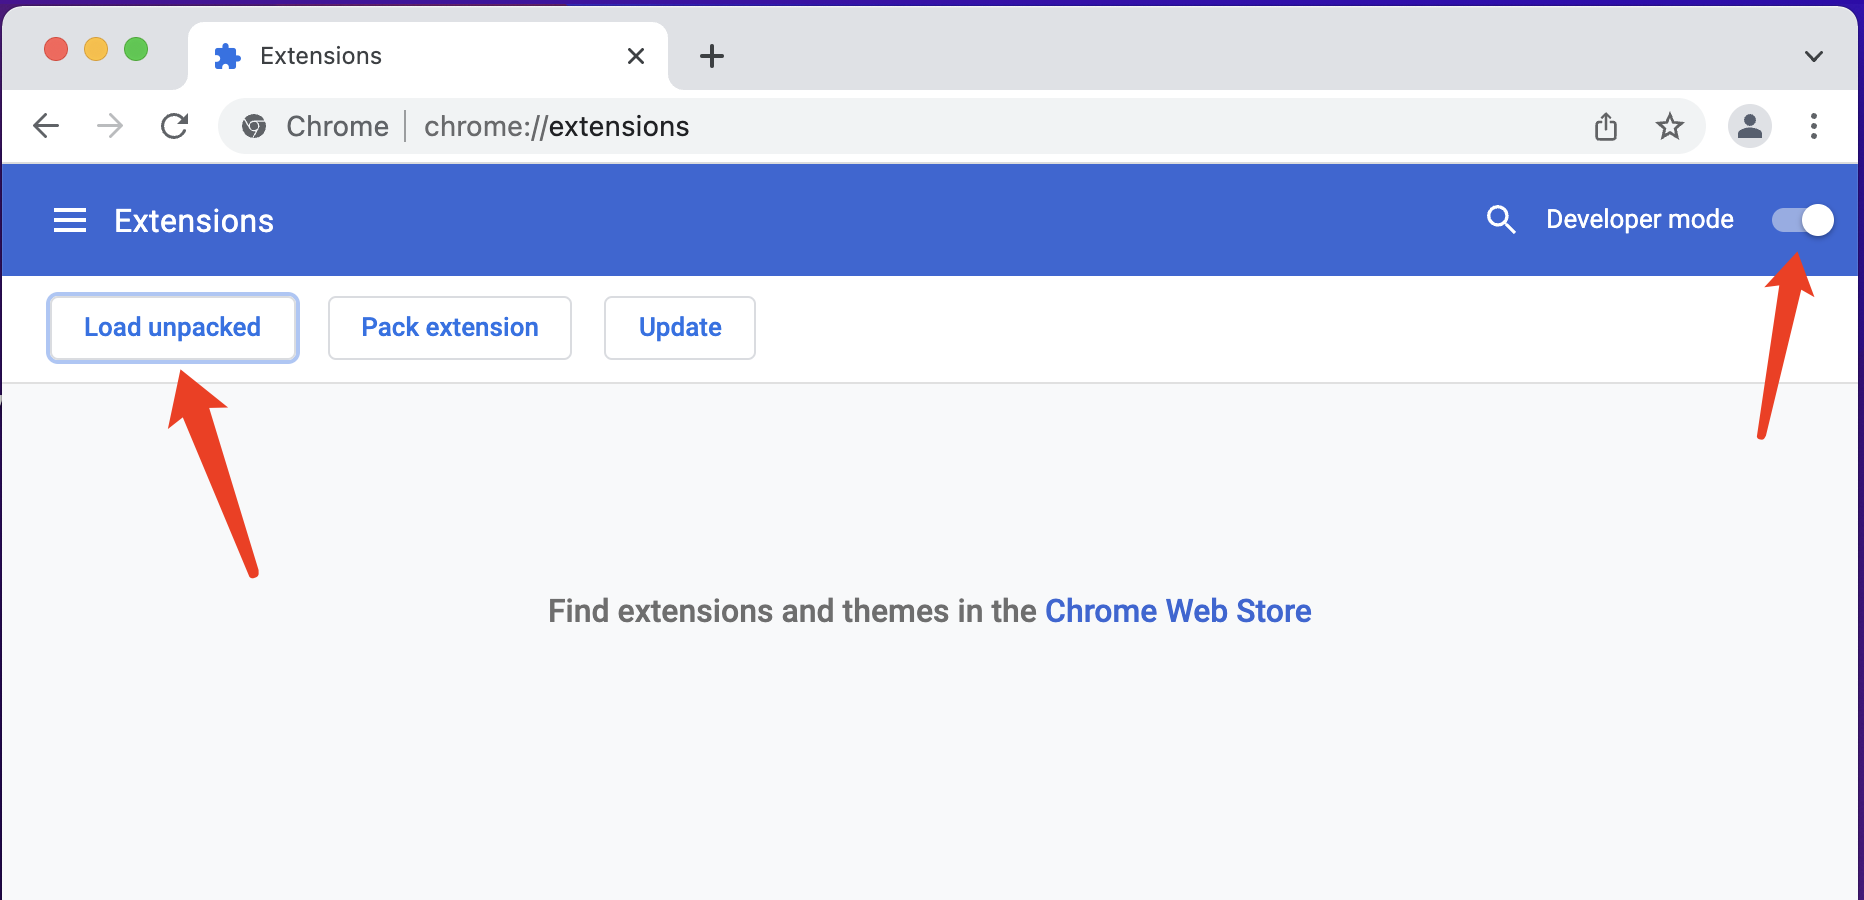 Extensions
Chrome chrome://extensions
Extensions Developer mode
Load unpacked Pack extension Update
Find extensions and themes in the Chrome Web Store